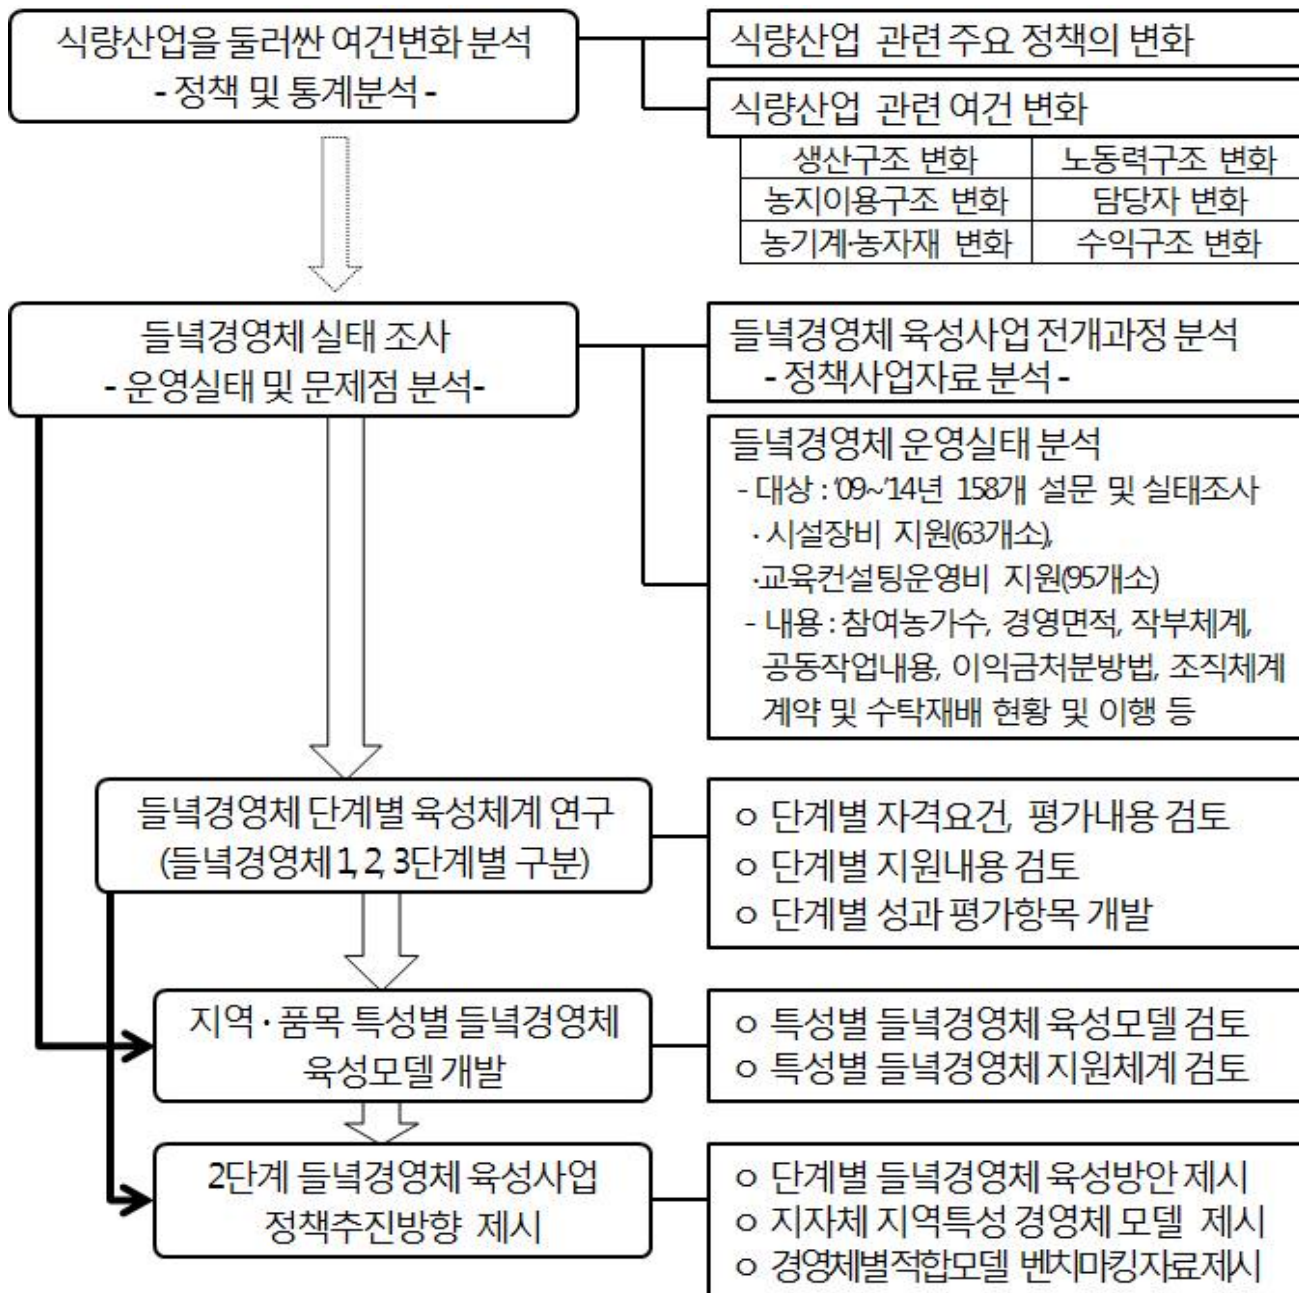 식량산업을 둘러싼 여건변화 분석
- 정책 및 통계분석 -
식량산업 관련 주요 정책의 변화
식량산업 관련 여건 변화
생산구조 변화 노동력구조 변화
농지이용구조 변화 담당자 변화
농기계·농자재 변화 수익구조 변화
들녘경영체 실태 조사
- 운영실태 및 문제점 분석-
들녘경영체 육성사업 전개과정 분석
- 정책사업자료 분석 -
들녘경영체 운영실태 분석
- 대상 : '09~'14년 158개 설문 및 실태조사
· 시설장비 지원(63개소),
·교육컨설팅운영비 지원(95개소)
- 내용 : 참여농가수, 경영면적, 작부체계,
공동작업내용, 이익금처분방법, 조직체계
계약 및 수탁재배 현황 및 이행 등
들녘경영체 단계별 육성체계 연구
(들녘경영체 1, 2, 3단계별 구분)
ㅇ 단계별 자격요건, 평가내용 검토
ㅇ 단계별 지원내용 검토
ㅇ 단계별 성과 평가항목 개발
지역 · 품목 특성별 들녘경영체
육성모델 개발
ㅇ 특성별 들녘경영체 육성모델 검토
ㅇ 특성별 들녘경영체 지원체계 검토
2단계 들녘경영체 육성사업
정책추진방향 제시
ㅇ 단계별 들녘경영체 육성방안 제시
ㅇ 지자체 지역특성 경영체 모델 제시
ㅇ 경영체별적합모델 벤치마킹자료제시